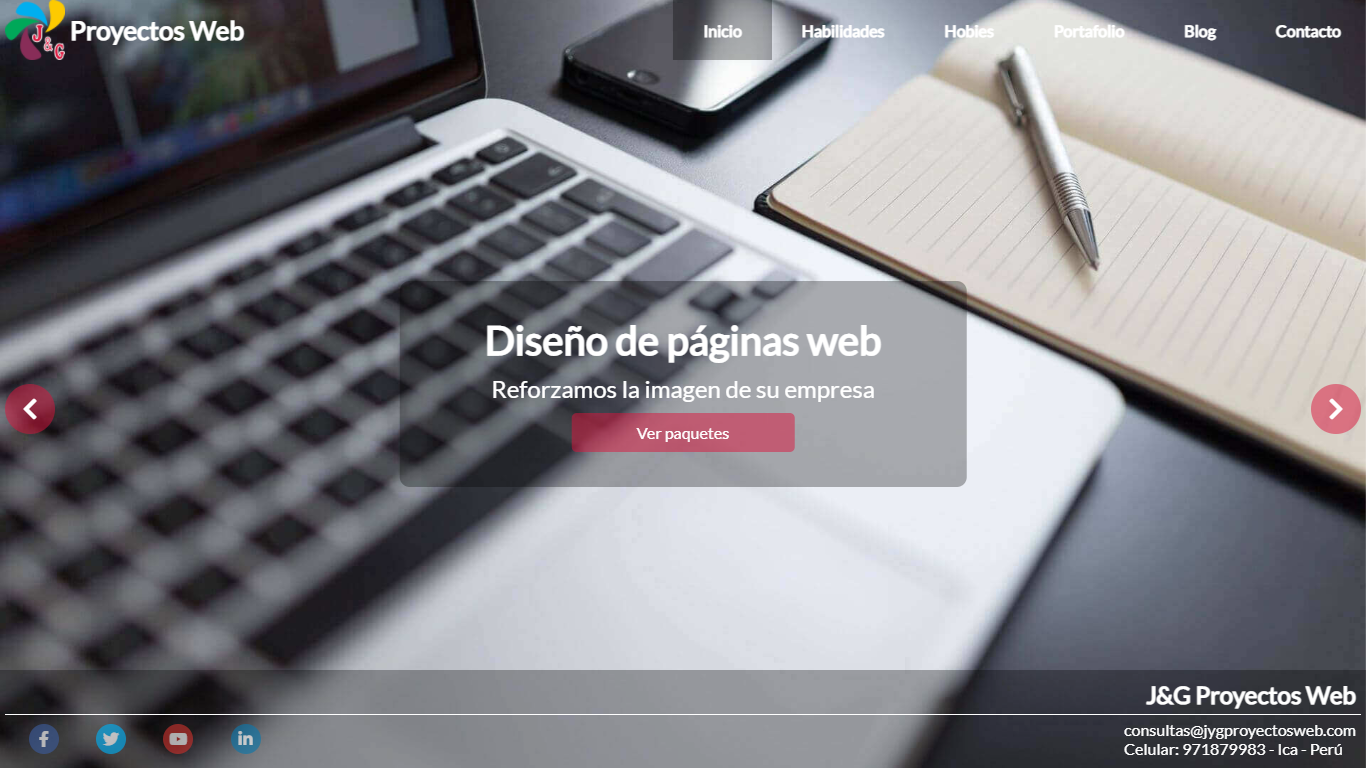 J&G Proyectos Web
Inicio
Habilidades
Hobies
Portafolio
Blog
Contacto
Diseño de páginas web
Reforzamos la imagen de su empresa
Ver paquetes
J&G Proyectos Web
consultas@jygproyectosweb.com
Celular: 971879983 - Ica - Perú